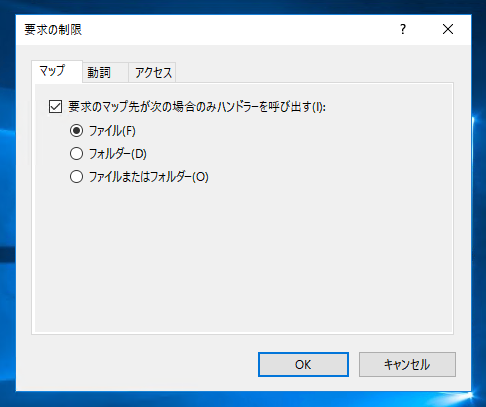 要求の制限
?
マップ 動詞 アクセス
要求のマップ先が次の場合のみハンドラーを呼び出す(I):
ファイル(F)
フォルダー(D)
ファイルまたはフォルダー(O)
OK キャンセル